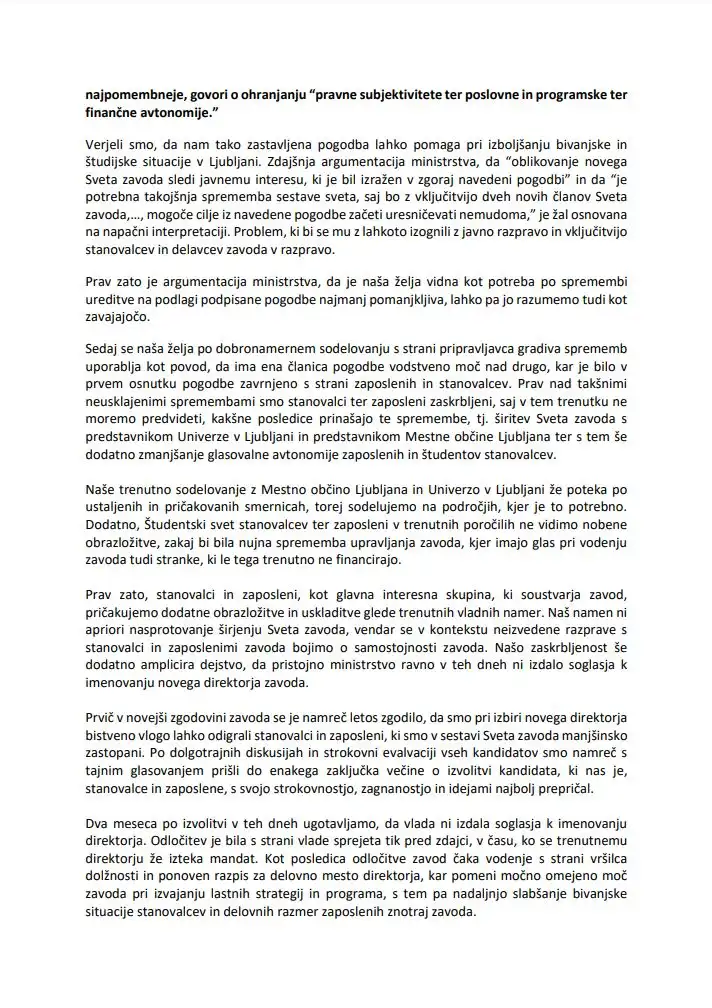 najpomembneje, govori o ohranjanju “pravne subjektivitete ter poslovne in programske ter
finančne avtonomije.”
Verjeli smo, da nam tako zastavljena pogodba lahko pomaga pri izboljšanju bivanjske in
študijske situacije v Ljubljani. Zdajšnja argumentacija ministrstva, da “oblikovanje novega
Sveta zavoda sledi javnemu interesu, ki je bil izražen v zgoraj navedeni pogodbi” in da “je
potrebna takojšnja sprememba sestave sveta, saj bo z vključitvijo dveh novih članov Sveta
zavoda,…, mogoče cilje iz navedene pogodbe začeti uresničevati nemudoma,” je žal osnovana
na napačni interpretaciji. Problem, ki bi se mu z lahkoto izognili z javno razpravo in vključitvijo
stanovalcev in delavcev zavoda v razpravo.
Prav zato je argumentacija ministrstva, da je naša želja vidna kot potreba po spremembi
ureditve na podlagi podpisane pogodbe najmanj pomanjkljiva, lahko pa jo razumemo tudi kot
zavajajočo.
Sedaj se naša želja po dobronamernem sodelovanju s strani pripravljavca gradiva sprememb
uporablja kot povod, da ima ena članica pogodbe vodstveno moč nad drugo, kar je bilo v
prvem osnutku pogodbe zavrnjeno s strani zaposlenih in stanovalcev. Prav nad takšnimi
neusklajenimi spremembami smo stanovalci ter zaposleni zaskrbljeni, saj v tem trenutku ne
moremo predvideti, kakšne posledice prinašajo te spremembe, tj. širitev Sveta zavoda s
predstavnikom Univerze v Ljubljani in predstavnikom Mestne občine Ljubljana ter s tem še
dodatno zmanjšanje glasovalne avtonomije zaposlenih in študentov stanovalcev.
Naše trenutno sodelovanje z Mestno občino Ljubljana in Univerzo v Ljubljani že poteka po
ustaljenih in pričakovanih smernicah, torej sodelujemo na področjih, kjer je to potrebno.
Dodatno, Študentski svet stanovalcev ter zaposleni v trenutnih poročilih ne vidimo nobene
obrazložitve, zakaj bi bila nujna sprememba upravljanja zavoda, kjer imajo glas pri vodenju
zavoda tudi stranke, ki le tega trenutno ne financirajo.
Prav zato, stanovalci in zaposleni, kot glavna interesna skupina, ki soustvarja zavod,
pričakujemo dodatne obrazložitve in uskladitve glede trenutnih vladnih namer. Naš namen ni
apriori nasprotovanje širjenju Sveta zavoda, vendar se v kontekstu neizvedene razprave s
stanovalci in zaposlenimi zavoda bojimo o samostojnosti zavoda. Našo zaskrbljenost še
dodatno amplicira dejstvo, da pristojno ministrstvo ravno v teh dneh ni izdalo soglasja k
imenovanju novega direktorja zavoda.
Prvič v novejši zgodovini zavoda se je namreč letos zgodilo, da smo pri izbiri novega direktorja
bistveno vlogo lahko odigrali stanovalci in zaposleni, ki smo v sestavi Sveta zavoda manjšinsko
zastopani. Po dolgotrajnih diskusijah in strokovni evalvaciji vseh kandidatov smo namreč s
tajnim glasovanjem prišli do enakega zaključka večine o izvolitvi kandidata, ki nas je,
stanovalce in zaposlene, s svojo strokovnostjo, zagnanostjo in idejami najbolj prepričal.
Dva meseca po izvolitvi v teh dneh ugotavljamo, da vlada ni izdala soglasja k imenovanju
direktorja. Odločitev je bila s strani vlade sprejeta tik pred zdajci, v času, ko se trenutnemu
direktorju že izteka mandat. Kot posledica odločitve zavod čaka vodenje s strani vršilca
dolžnosti in ponoven razpis za delovno mesto direktorja, kar pomeni močno omejeno moč
zavoda pri izvajanju lastnih strategij in programa, s tem pa nadaljnjo slabšanje bivanjske
situacije stanovalcev in delovnih razmer zaposlenih znotraj zavoda.